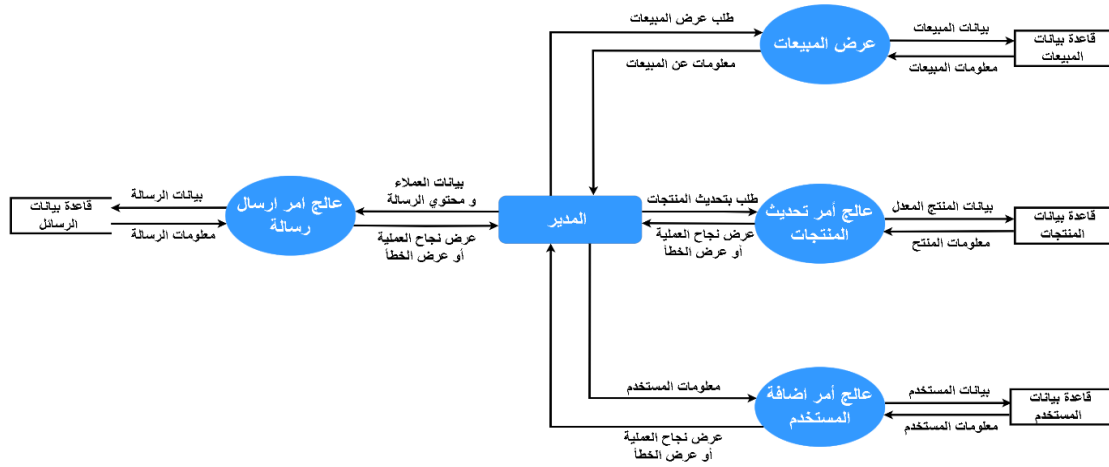 طلب عرض المبيعات
عرض المبيعات
بيانات المبيعات
قاعدة بيانات
المبيعات
معلومات عن المبيعات
معلومات المبيعات
بيانات العملاء
و محتوي الرسالة
بيانات الرسالة
عالج امر ارسال
رسالة
قاعدة بيانات
الرسائل
معلومات الرسالة
عرض نجاح العملية
أو عرض الخطأ
المدير
طلب بتحديث المنتجات
عالج أمر تحديث
المنتجات
بيانات المنتج المعدل
قاعدة بيانات
المنتجات
عرض نجاح العملية
أو عرض الخطأ
معلومات المنتح
معلومات المستخدم
عالج أمر اضافة
المستخدم
بيانات المستخدم
قاعدة بيانات
المستخدم
معلومات المستخدم
عرض نجاح العملية
أو عرض الخطأ